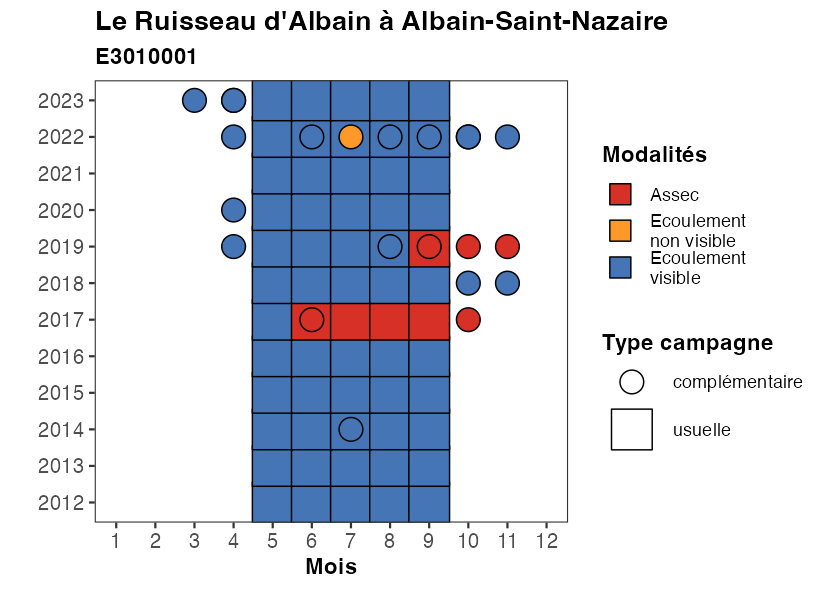 Le Ruisseau d'Albain à Albain-Saint-Nazaire
E3010001
2023
2022
2021
2020
2019
2018
2017
2016
2015
2014
2013
2012
1 2 3 4 5 6 7 8 9 10 11 12
Mois
Modalités
Assec
Ecoulement
non visible
Ecoulement
visible
Type campagne
complémentaire
usuelle